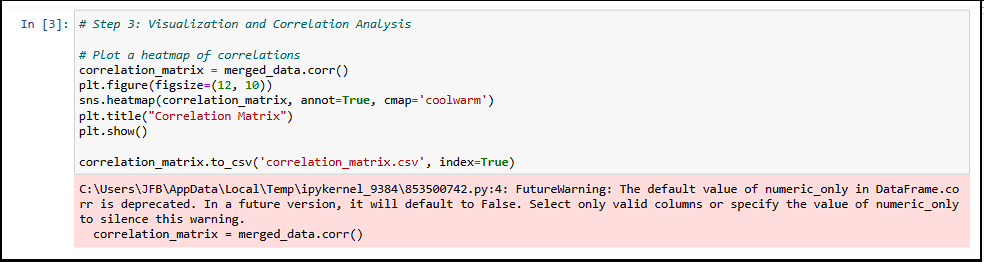 In [3]: # Step 3: Visualization and Correlation Analysis
# Plot a heatmap of correlations
correlation_matrix = merged_data.corr()
plt.figure(figsize=(12, 10))
sns.heatmap(correlation_matrix, annot=True, cmap='coolwarm')
plt.title("Correlation Matrix")
plt.show()
correlation_matrix.to_csv('correlation_matrix.csv', index=True)
C:\Users\JFB\AppData\Local\Temp\ipykernel_9384\853500742.py:4: FutureWarning: The default value of numeric_only in DataFrame.co
rr is deprecated. In a future version, it will default to False. Select only valid columns or specify the value of numeric_only
to silence this warning.
  correlation_matrix = merged_data.corr()